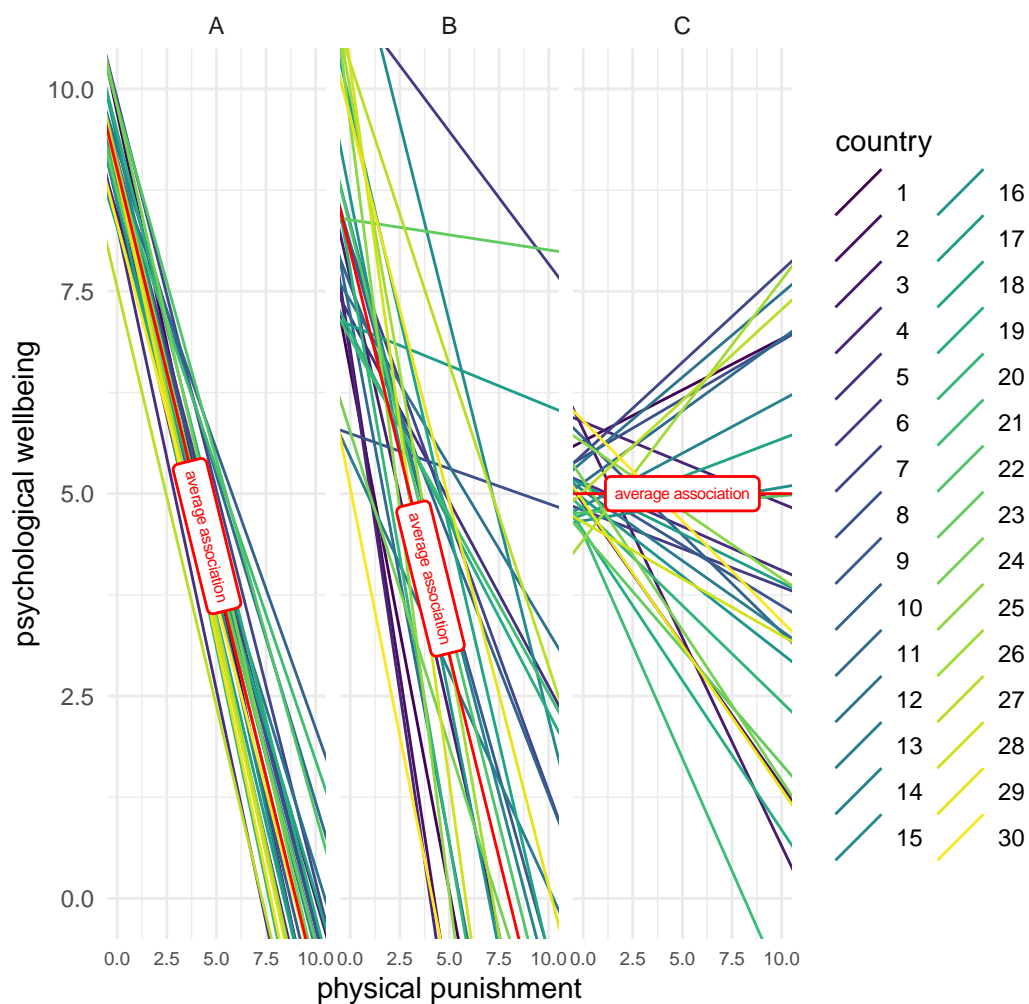 A B C
10.0
7.5
5.0
2.5
0.0
psychological wellbeing
average association
average association
average association
0.0 2.5 5.0 7.5 10.0 0.0 2.5 5.0 7.5 10.0 0.0 2.5 5.0 7.5 10.0
physical punishment
country
1 16
2 17
3 18
4 19
5 20
6 21
7 22
8 23
9 24
10 25
11 26
12 27
13 28
14 29
15 30